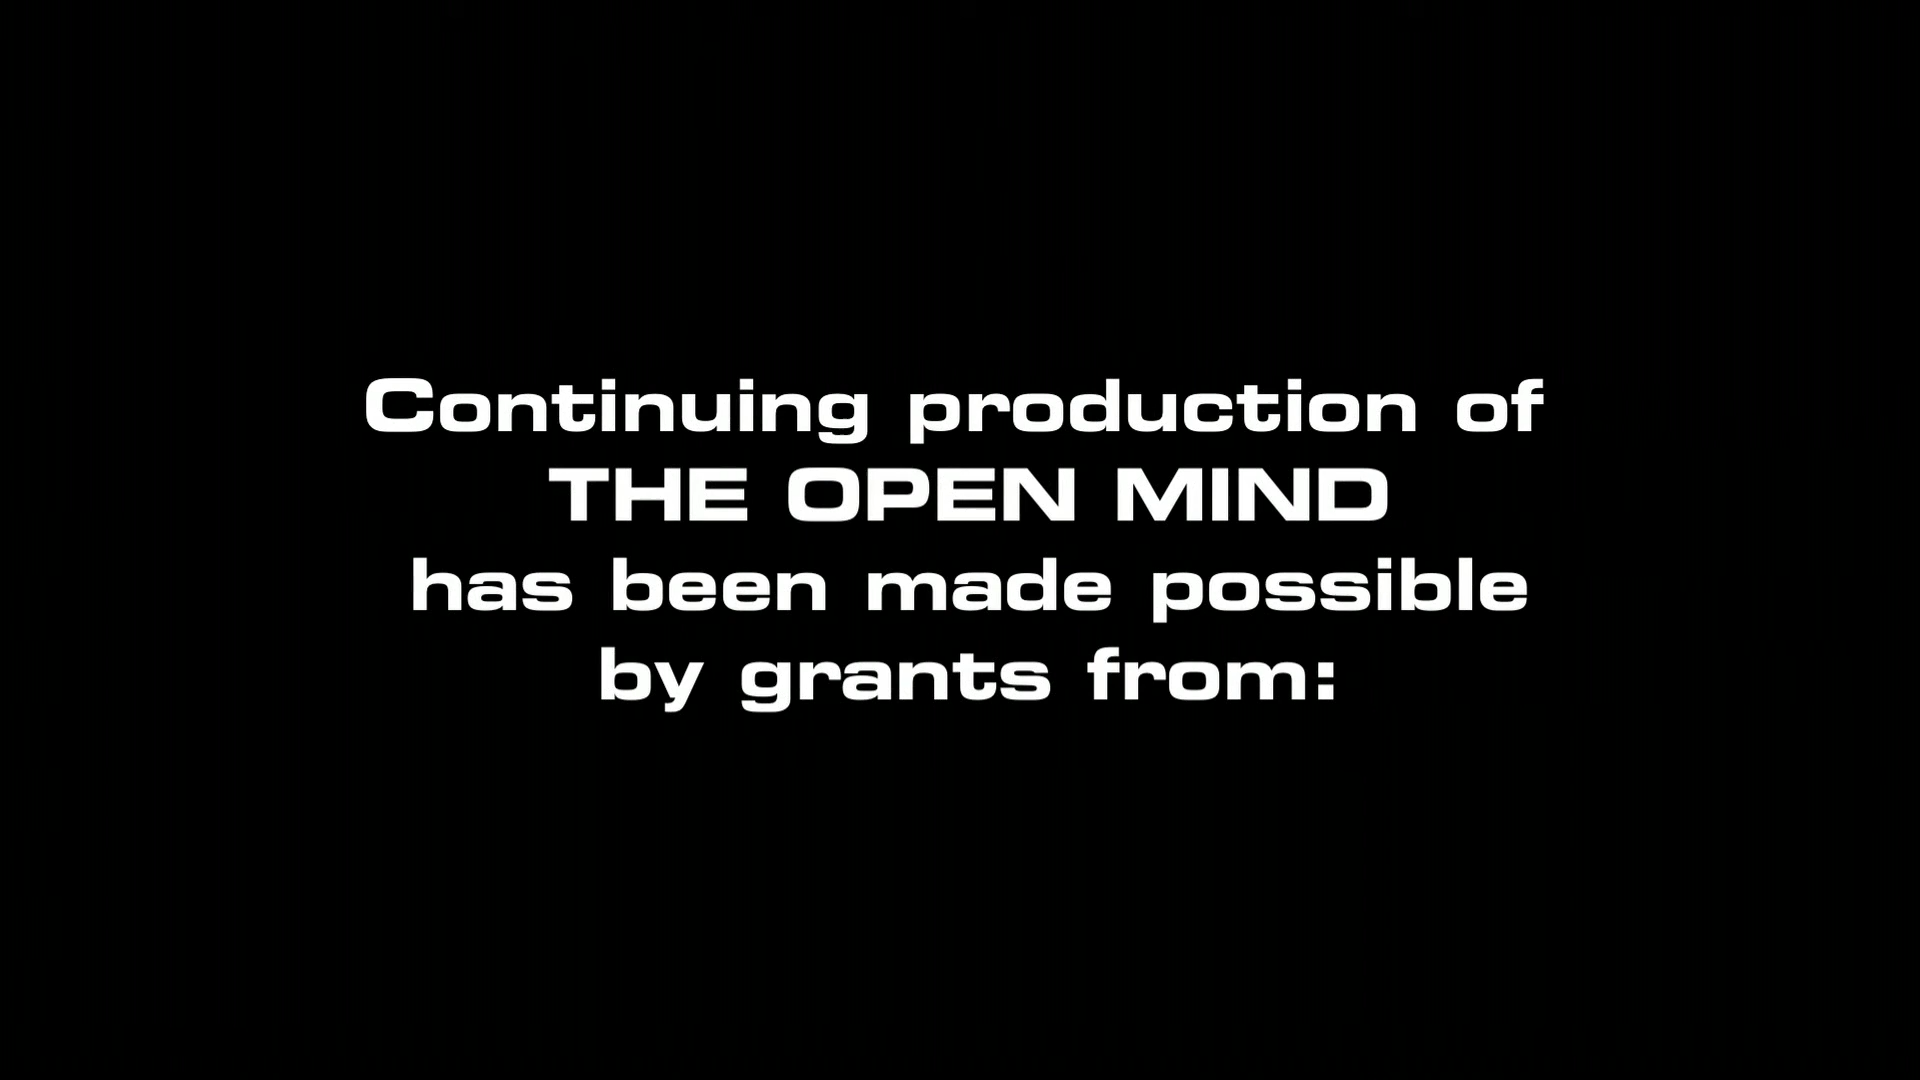 Continuing production of
THE OPEN MIND
has been made possible
by grants from: